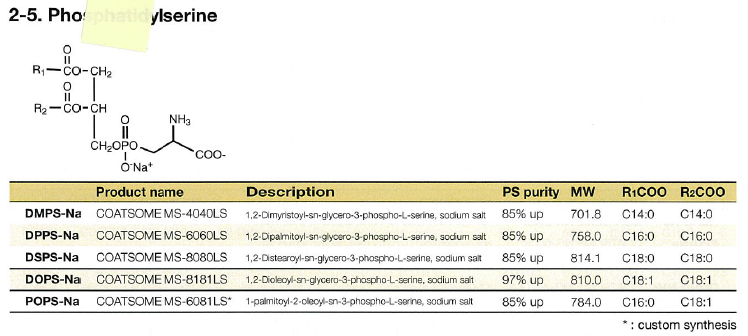 2-5. Phosphatidylserine
O
R1—CO-CH2
O
R2—CO-CH
O
NH3
CH2OPO
COO-
O-Na+
Product name Description PS purity MW R1COO R2COO
DMPS-Na COATSOME MS-4040LS 1,2-Dimyristoyl-sn-glycero-3-phospho-L-serine, sodium salt 85% up 701.8 C14:0 C14:0
DPPS-Na COATSOME MS-6060LS 1,2-Dipalmitoyl-sn-glycero-3-phospho-L-serine, sodium salt 85% up 758.0 C16:0 C16:0
DSPS-Na COATSOME MS-8080LS 1,2-Distearoyl-sn-glycero-3-phospho-L-serine, sodium salt 85% up 814.1 C18:0 C18:0
DOPS-Na COATSOME MS-8181LS 1,2-Dioleoyl-sn-glycero-3-phospho-L-serine, sodium salt 97% up 810.0 C18:1 C18:1
POPS-Na COATSOME MS-6081LS* 1-palmitoyl-2-oleoyl-sn-3-phospho-L-serine, sodium salt 85% up 784.0 C16:0 C18:1
* : custom synthesis